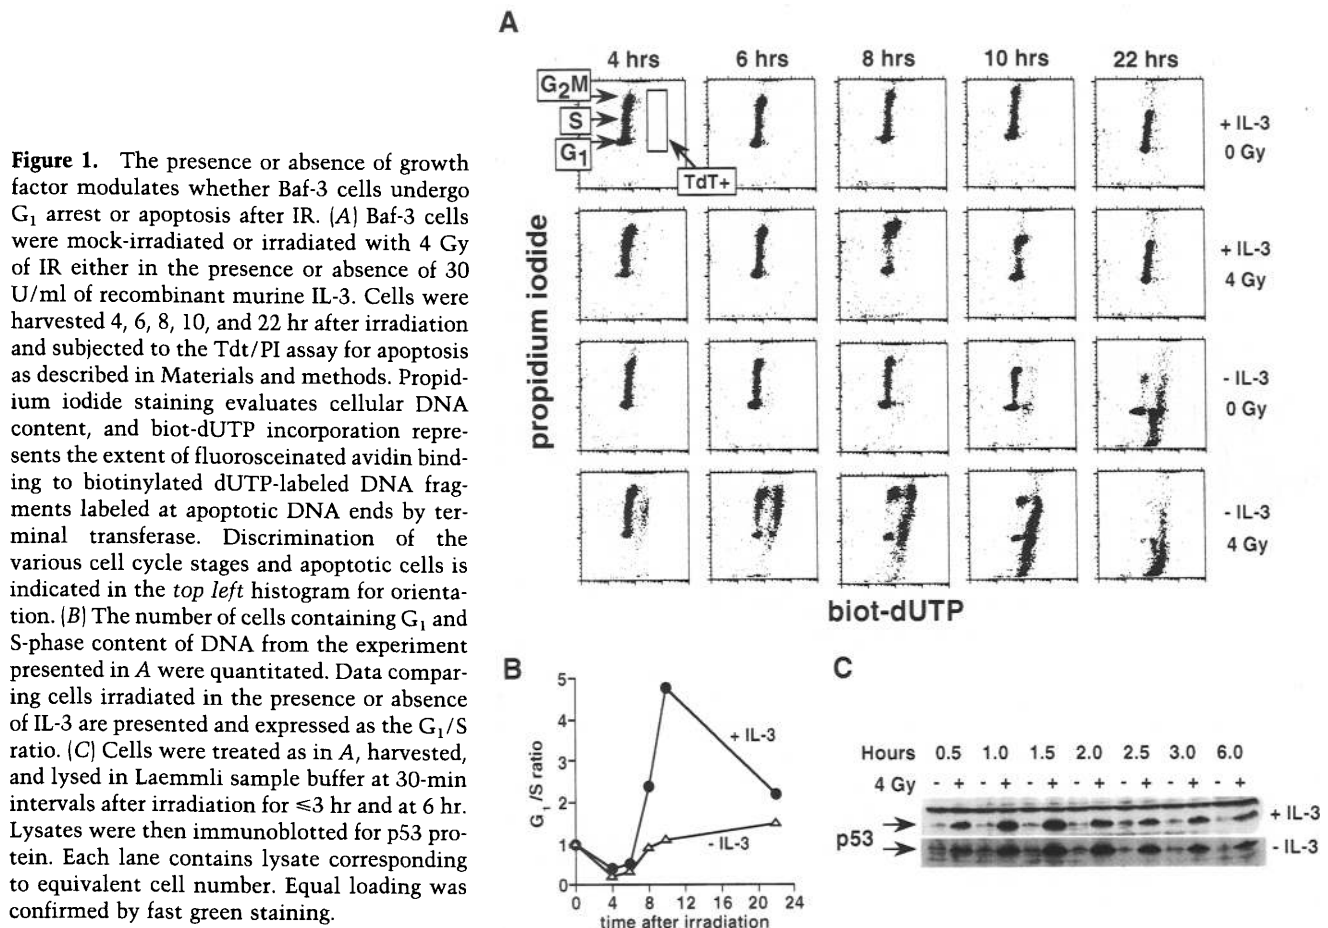 Figure 1. The presence or absence of growth
factor modulates whether Baf-3 cells undergo
G1 arrest or apoptosis after IR. (A) Baf-3 cells
were mock-irradiated or irradiated with 4 Gy
of IR either in the presence or absence of 30
U/ml of recombinant murine IL-3. Cells were
harvested 4, 6, 8, 10, and 22 hr after irradiation
and subjected to the Tdt/PI assay for apoptosis
as described in Materials and methods. Propid-
ium iodide staining evaluates cellular DNA
content, and biot-dUTP incorporation repre-
sents the extent of fluorosceinated avidin bind-
ing to biotinylated dUTP-labeled DNA frag-
ments labeled at apoptotic DNA ends by ter-
minal transferase. Discrimination of the
various cell cycle stages and apoptotic cells is
indicated in the top left histogram for orienta-
tion. (B) The number of cells containing G1 and
S-phase content of DNA from the experiment
presented in A were quantitated. Data compar-
ing cells irradiated in the presence or absence
of IL-3 are presented and expressed as the G1/S
ratio. (C) Cells were treated as in A, harvested,
and lysed in Laemmli sample buffer at 30-min
intervals after irradiation for ≤3 hr and at 6 hr.
Lysates were then immunoblotted for p53 pro-
tein. Each lane contains lysate corresponding
to equivalent cell number. Equal loading was
confirmed by fast green staining.
A
4 hrs 6 hrs 8 hrs 10 hrs 22 hrs
G2M
S
G1
TdT+
+ IL-3
0 Gy
+ IL-3
4 Gy
- IL-3
0 Gy
- IL-3
4 Gy
propidium iodide
biot-dUTP
B
G1/S ratio
5
4
3
2
1
0
+ IL-3
- IL-3
0 4 8 12 16 20 24
time after irradiation
C
Hours 0.5 1.0 1.5 2.0 2.5 3.0 6.0
4 Gy - + - + - + - + - + - + - +
p53
+ IL-3
- IL-3